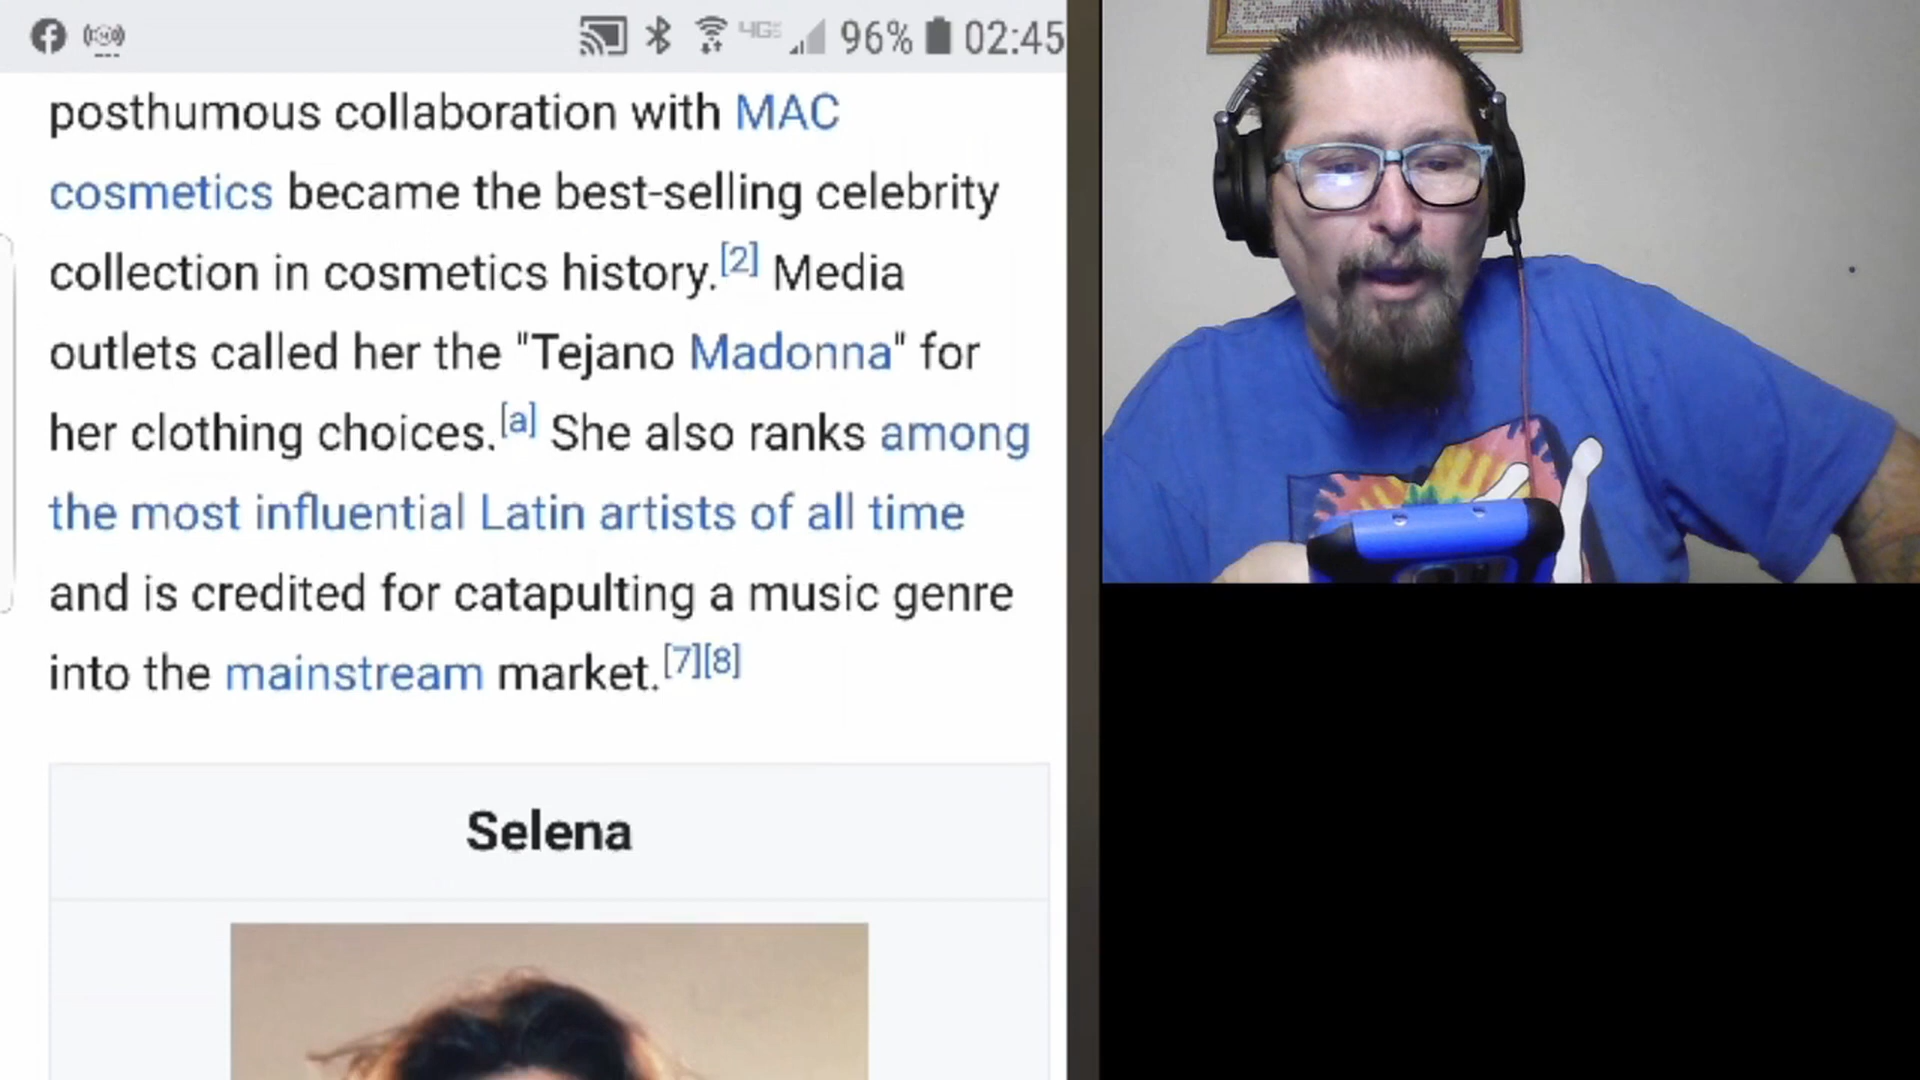 96% 02:45
posthumous collaboration with MAC
cosmetics became the best-selling celebrity
collection in cosmetics history.[2] Media
outlets called her the "Tejano Madonna" for
her clothing choices.[a] She also ranks among
the most influential Latin artists of all time
and is credited for catapulting a music genre
into the mainstream market.[7][8]
Selena